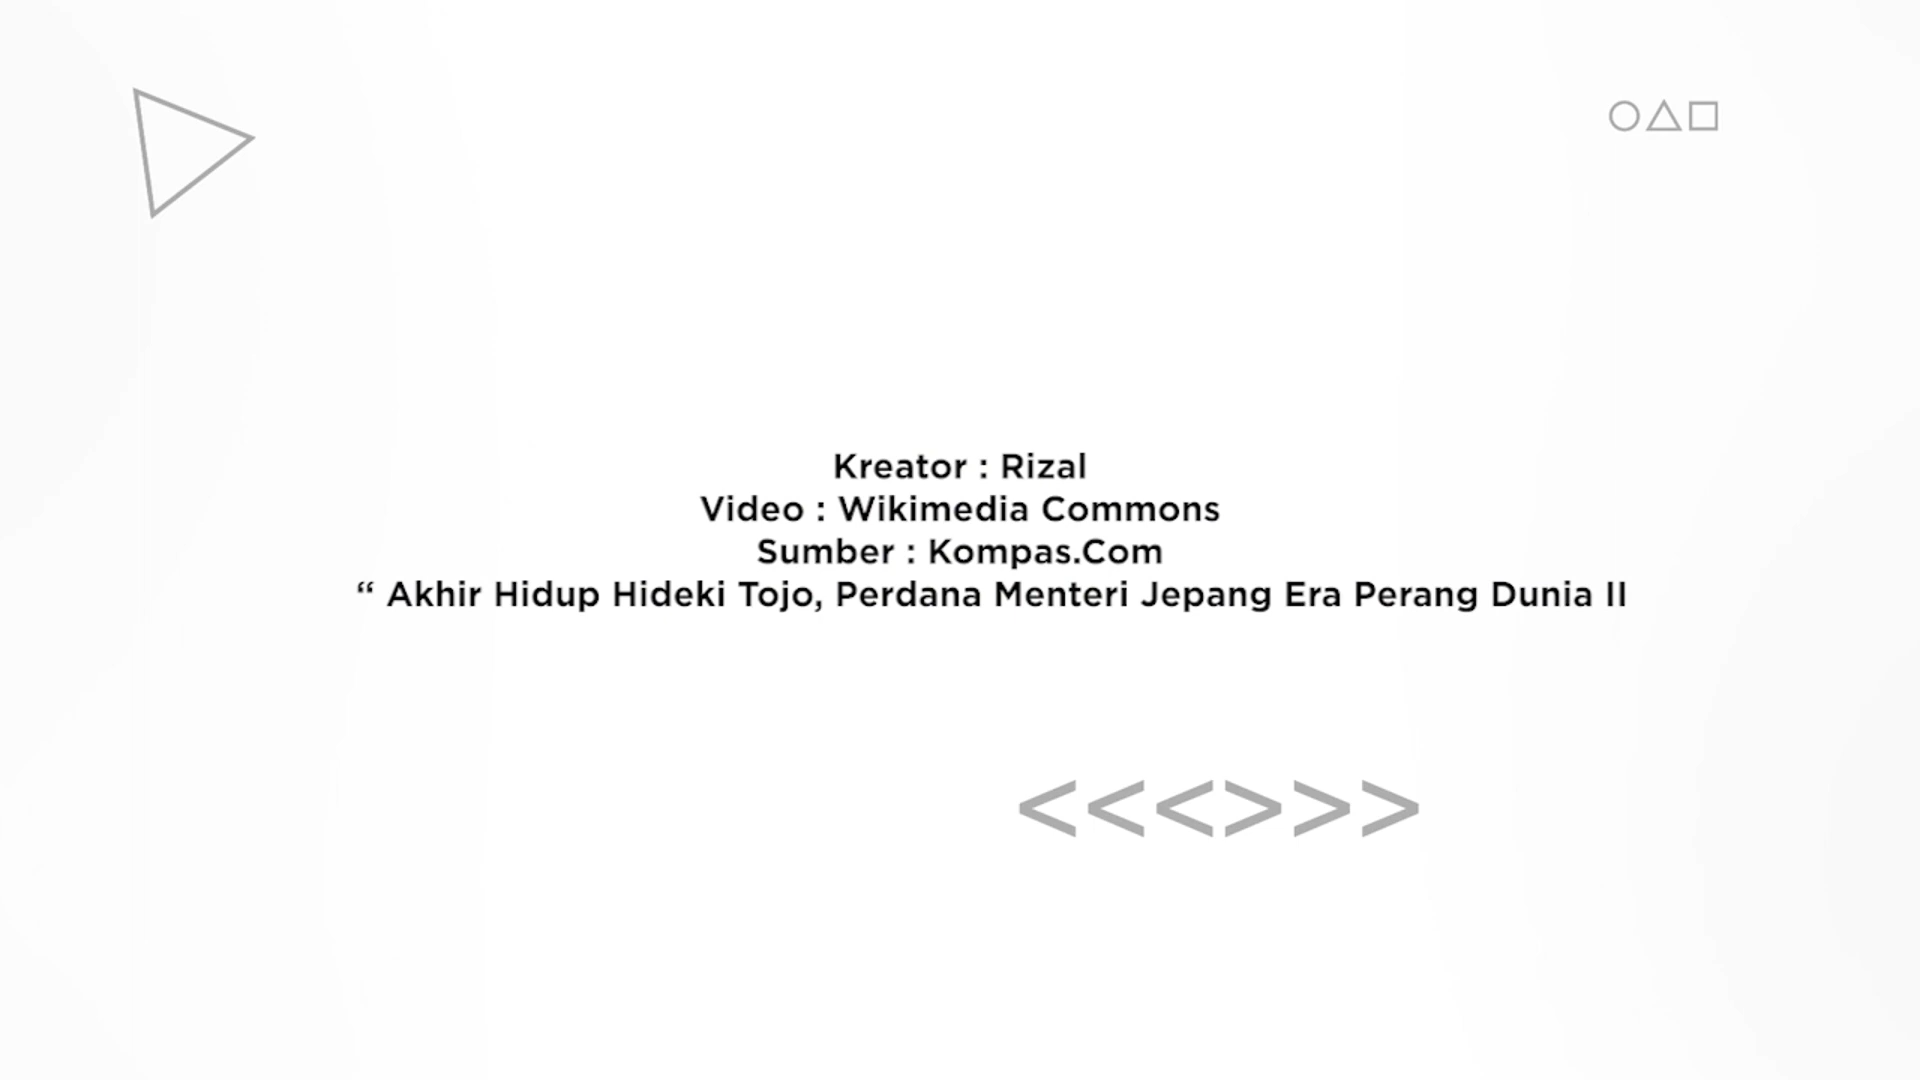 Kreator : Rizal
Video : Wikimedia Commons
Sumber : Kompas.Com
“ Akhir Hidup Hideki Tojo, Perdana Menteri Jepang Era Perang Dunia II
<<<>>>